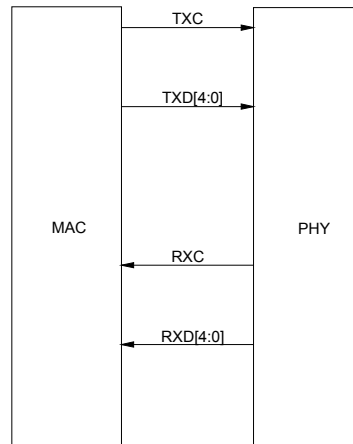 TXC
TXD[4:0]
MAC
PHY
RXC
RXD[4:0]